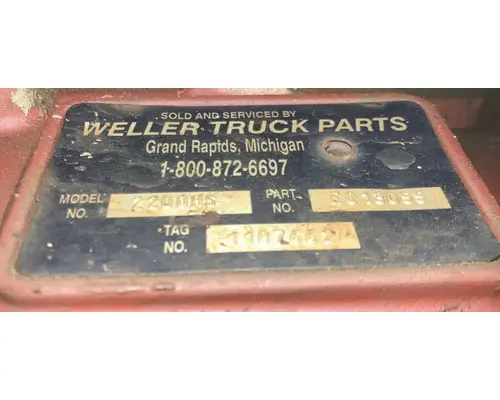 SOLD AND SERVICED BY
WELLER TRUCK PARTS
Grand Rapids, Michigan
1-800-872-6697
MODEL NO.
PART. NO.
TAG NO.